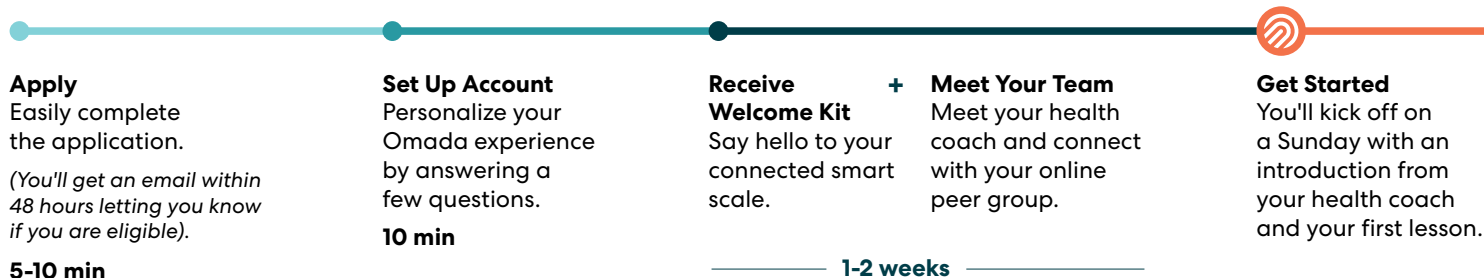 Apply
Easily complete
the application.
(You'll get an email within
48 hours letting you know
if you are eligible).
5-10 min
Set Up Account
Personalize your
Omada experience
by answering a
few questions.
10 min
Receive
Welcome Kit
Say hello to your
connected smart
scale.
+
Meet Your Team
Meet your health
coach and connect
with your online
peer group.
1-2 weeks
Get Started
You'll kick off on
a Sunday with an
introduction from
your health coach
and your first lesson.